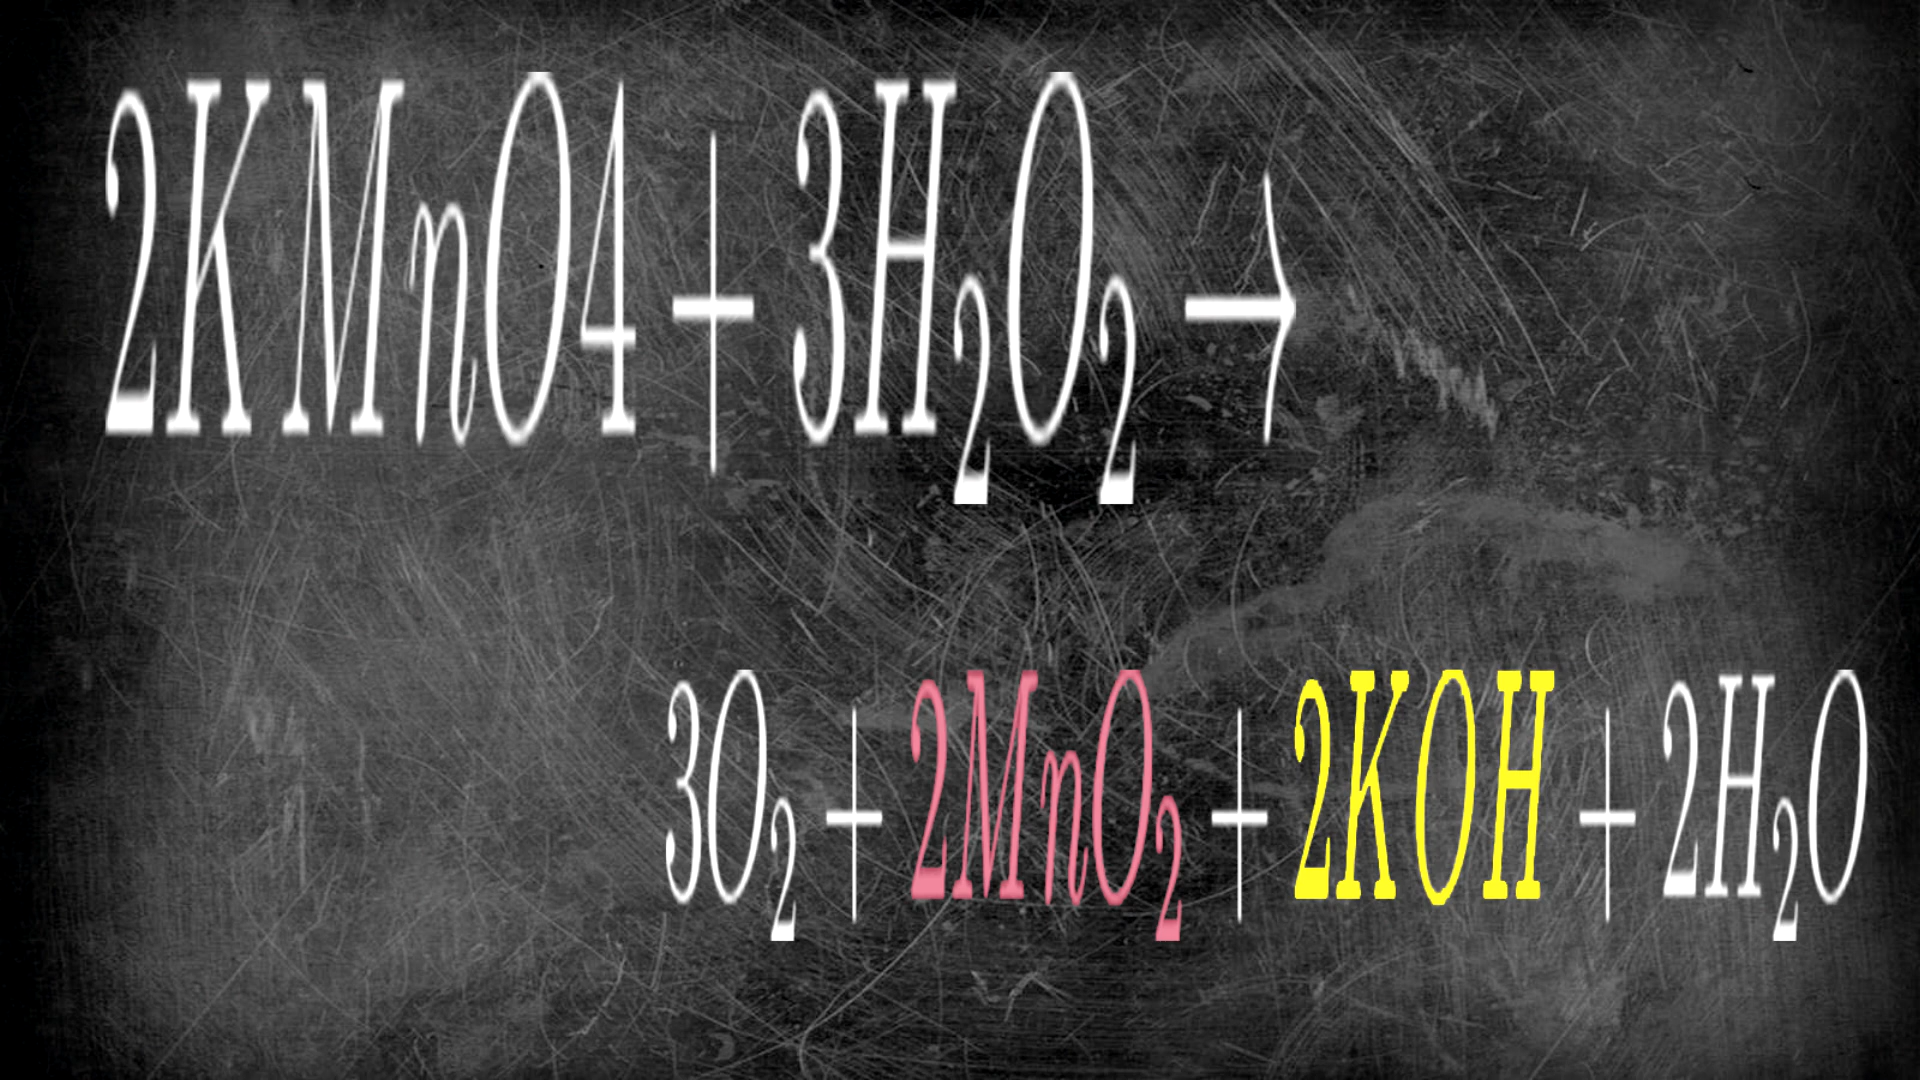 2KMnO4 + 3H₂O₂ →
3O₂ + 2MnO₂ + 2KOH + 2H₂O